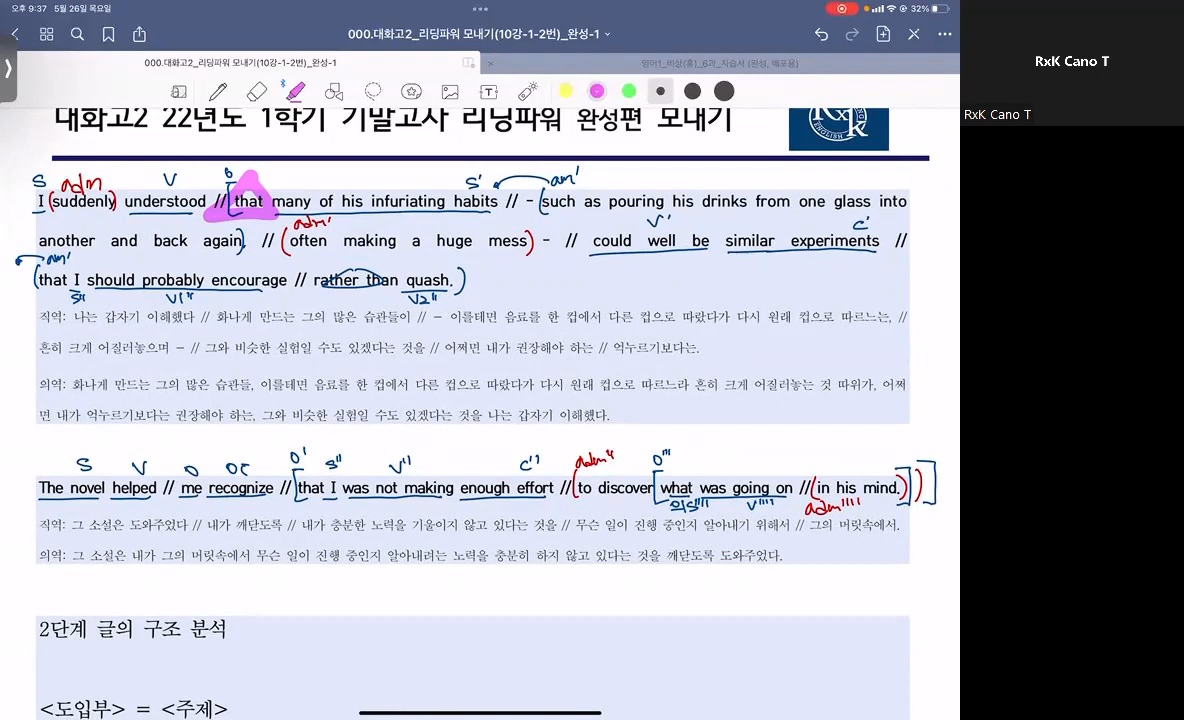 오후 9:37 5월 26일 목요일
32%
000.대화고2_리딩파워 모내기(10강-1-2번)_완성-1
000.대화고2_리딩파워 모내기(10강-1-2번)_완성-1
영어1_비상(홍)_6과_자습서 (완성, 배포용)
RxK Cano T
RxK Cano T
대화고2 22년도 1학기 기말고사 리딩파워 완성편 모내기
RxK
ENGLISH
S adm V o S' am'
I (suddenly) understood // [that many of his infuriating habits // - (such as pouring his drinks from one glass into
adm' V' C'
another and back again). // (often making a huge mess) - // could well be similar experiments //
am'
(that I should probably encourage // rather than quash.)
S" V1" V2"
직역: 나는 갑자기 이해했다 // 화나게 만드는 그의 많은 습관들이 // - 이를테면 음료를 한 컵에서 다른 컵으로 따랐다가 다시 원래 컵으로 따르느는, //
흔히 크게 어질러놓으며 - // 그와 비슷한 실험일 수도 있겠다는 것을 // 어쩌면 내가 권장해야 하는 // 억누르기보다는.
의역: 화나게 만드는 그의 많은 습관들, 이를테면 음료를 한 컵에서 다른 컵으로 따랐다가 다시 원래 컵으로 따르느라 흔히 크게 어질러놓는 것 따위가, 어쩌
면 내가 억누르기보다는 권장해야 하는, 그와 비슷한 실험일 수도 있겠다는 것을 나는 갑자기 이해했다.
S V O OC O' S" V" C" adm" O"'
The novel helped // me recognize // [that I was not making enough effort // (to discover [what was going on // (in his mind.)])]
의S"" V"" adm""
직역: 그 소설은 도와주었다 // 내가 깨닫도록 // 내가 충분한 노력을 기울이지 않고 있다는 것을 // 무슨 일이 진행 중인지 알아내기 위해서 // 그의 머릿속에서.
의역: 그 소설은 내가 그의 머릿속에서 무슨 일이 진행 중인지 알아내려는 노력을 충분히 하지 않고 있다는 것을 깨닫도록 도와주었다.
2단계 글의 구조 분석
<도입부> = <주제>